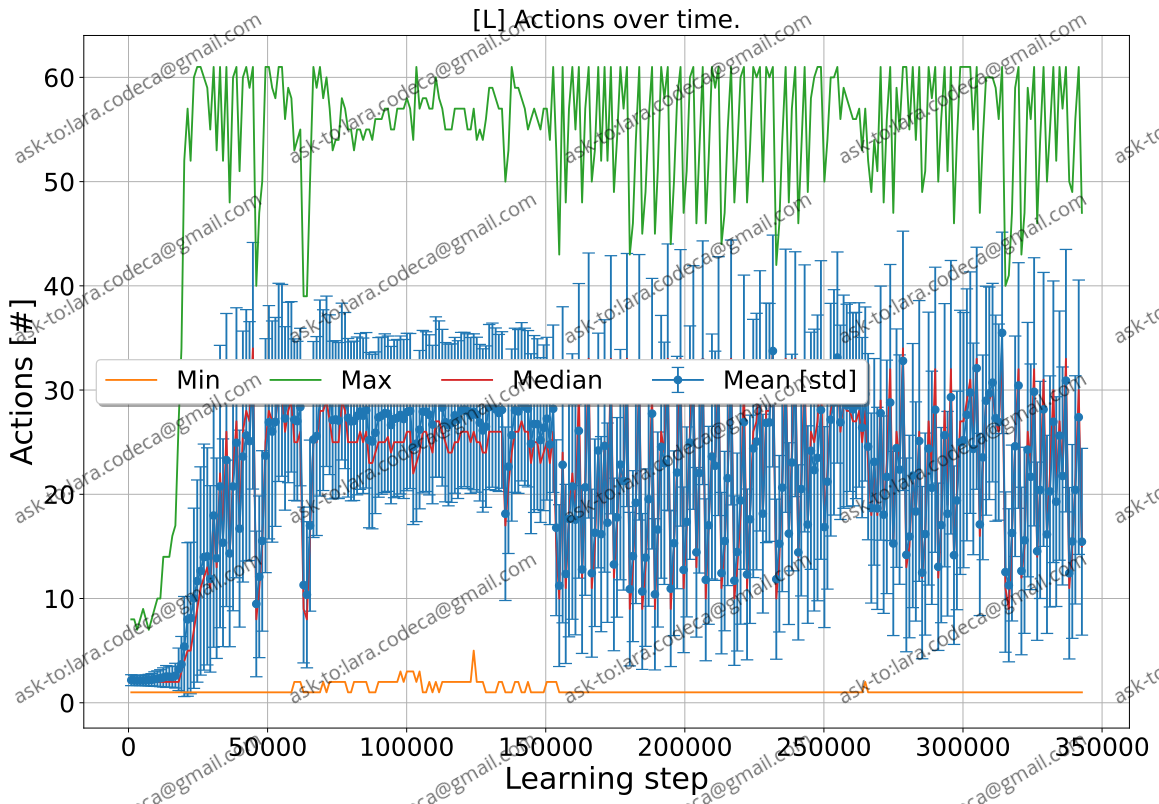 [L] Actions over time.
Actions [#]
60
50
40
30
20
10
0
Min
Max
Median
Mean [std]
0
50000
100000
150000
200000
250000
300000
350000
Learning step
ask-to:lara.codeca@gmail.com